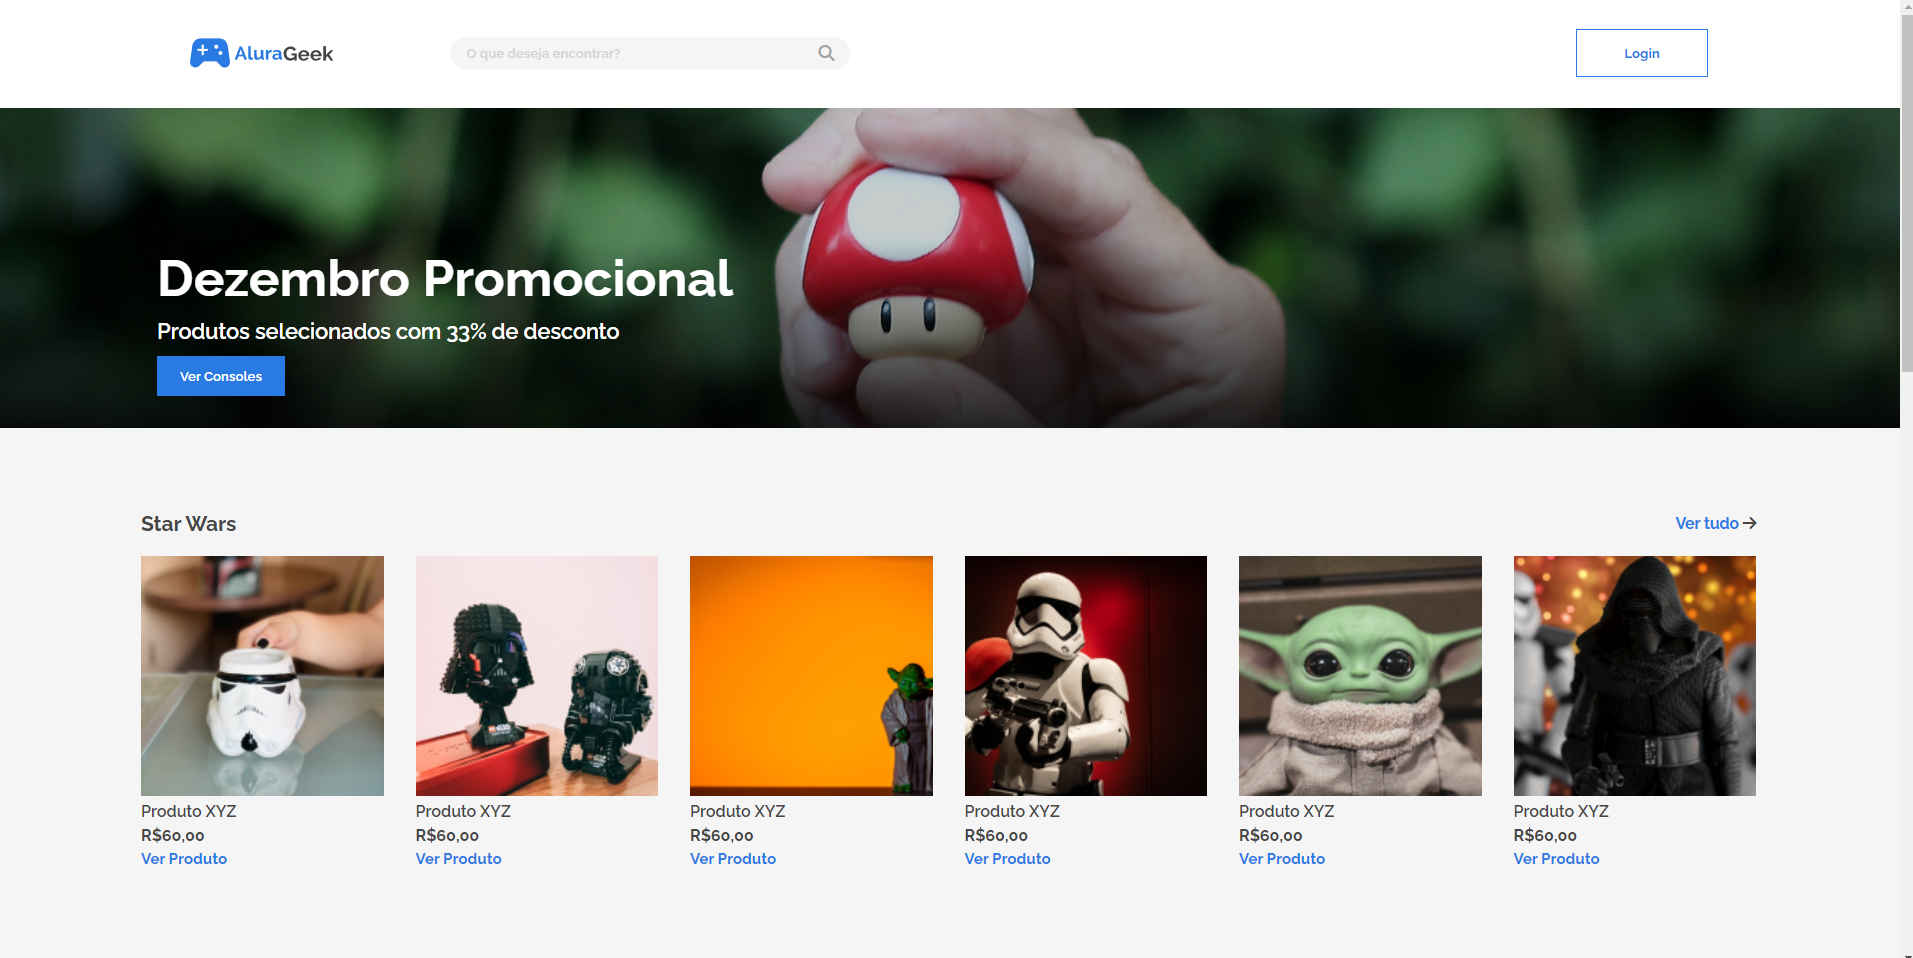 AluraGeek
O que deseja encontrar?
Login
Dezembro Promocional
Produtos selecionados com 33% de desconto
Ver Consoles
Star Wars
Ver tudo
Produto XYZ
R$60,00
Ver Produto
Produto XYZ
R$60,00
Ver Produto
Produto XYZ
R$60,00
Ver Produto
Produto XYZ
R$60,00
Ver Produto
Produto XYZ
R$60,00
Ver Produto
Produto XYZ
R$60,00
Ver Produto